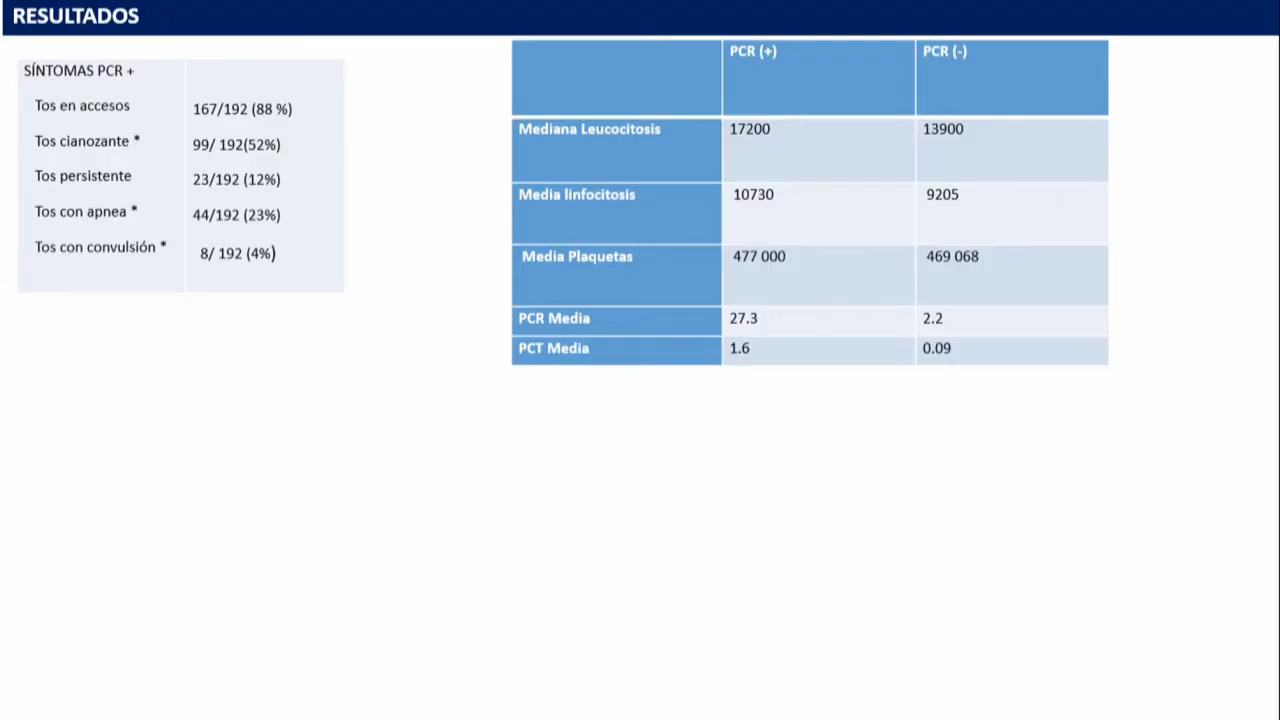 RESULTADOS
SÍNTOMAS PCR +
Tos en accesos 167/192 (88 %)
Tos cianozante * 99/ 192(52%)
Tos persistente 23/192 (12%)
Tos con apnea * 44/192 (23%)
Tos con convulsión * 8/ 192 (4%)
PCR (+) PCR (-)
Mediana Leucocitosis 17200 13900
Media linfocitosis 10730 9205
Media Plaquetas 477 000 469 068
PCR Media 27.3 2.2
PCT Media 1.6 0.09